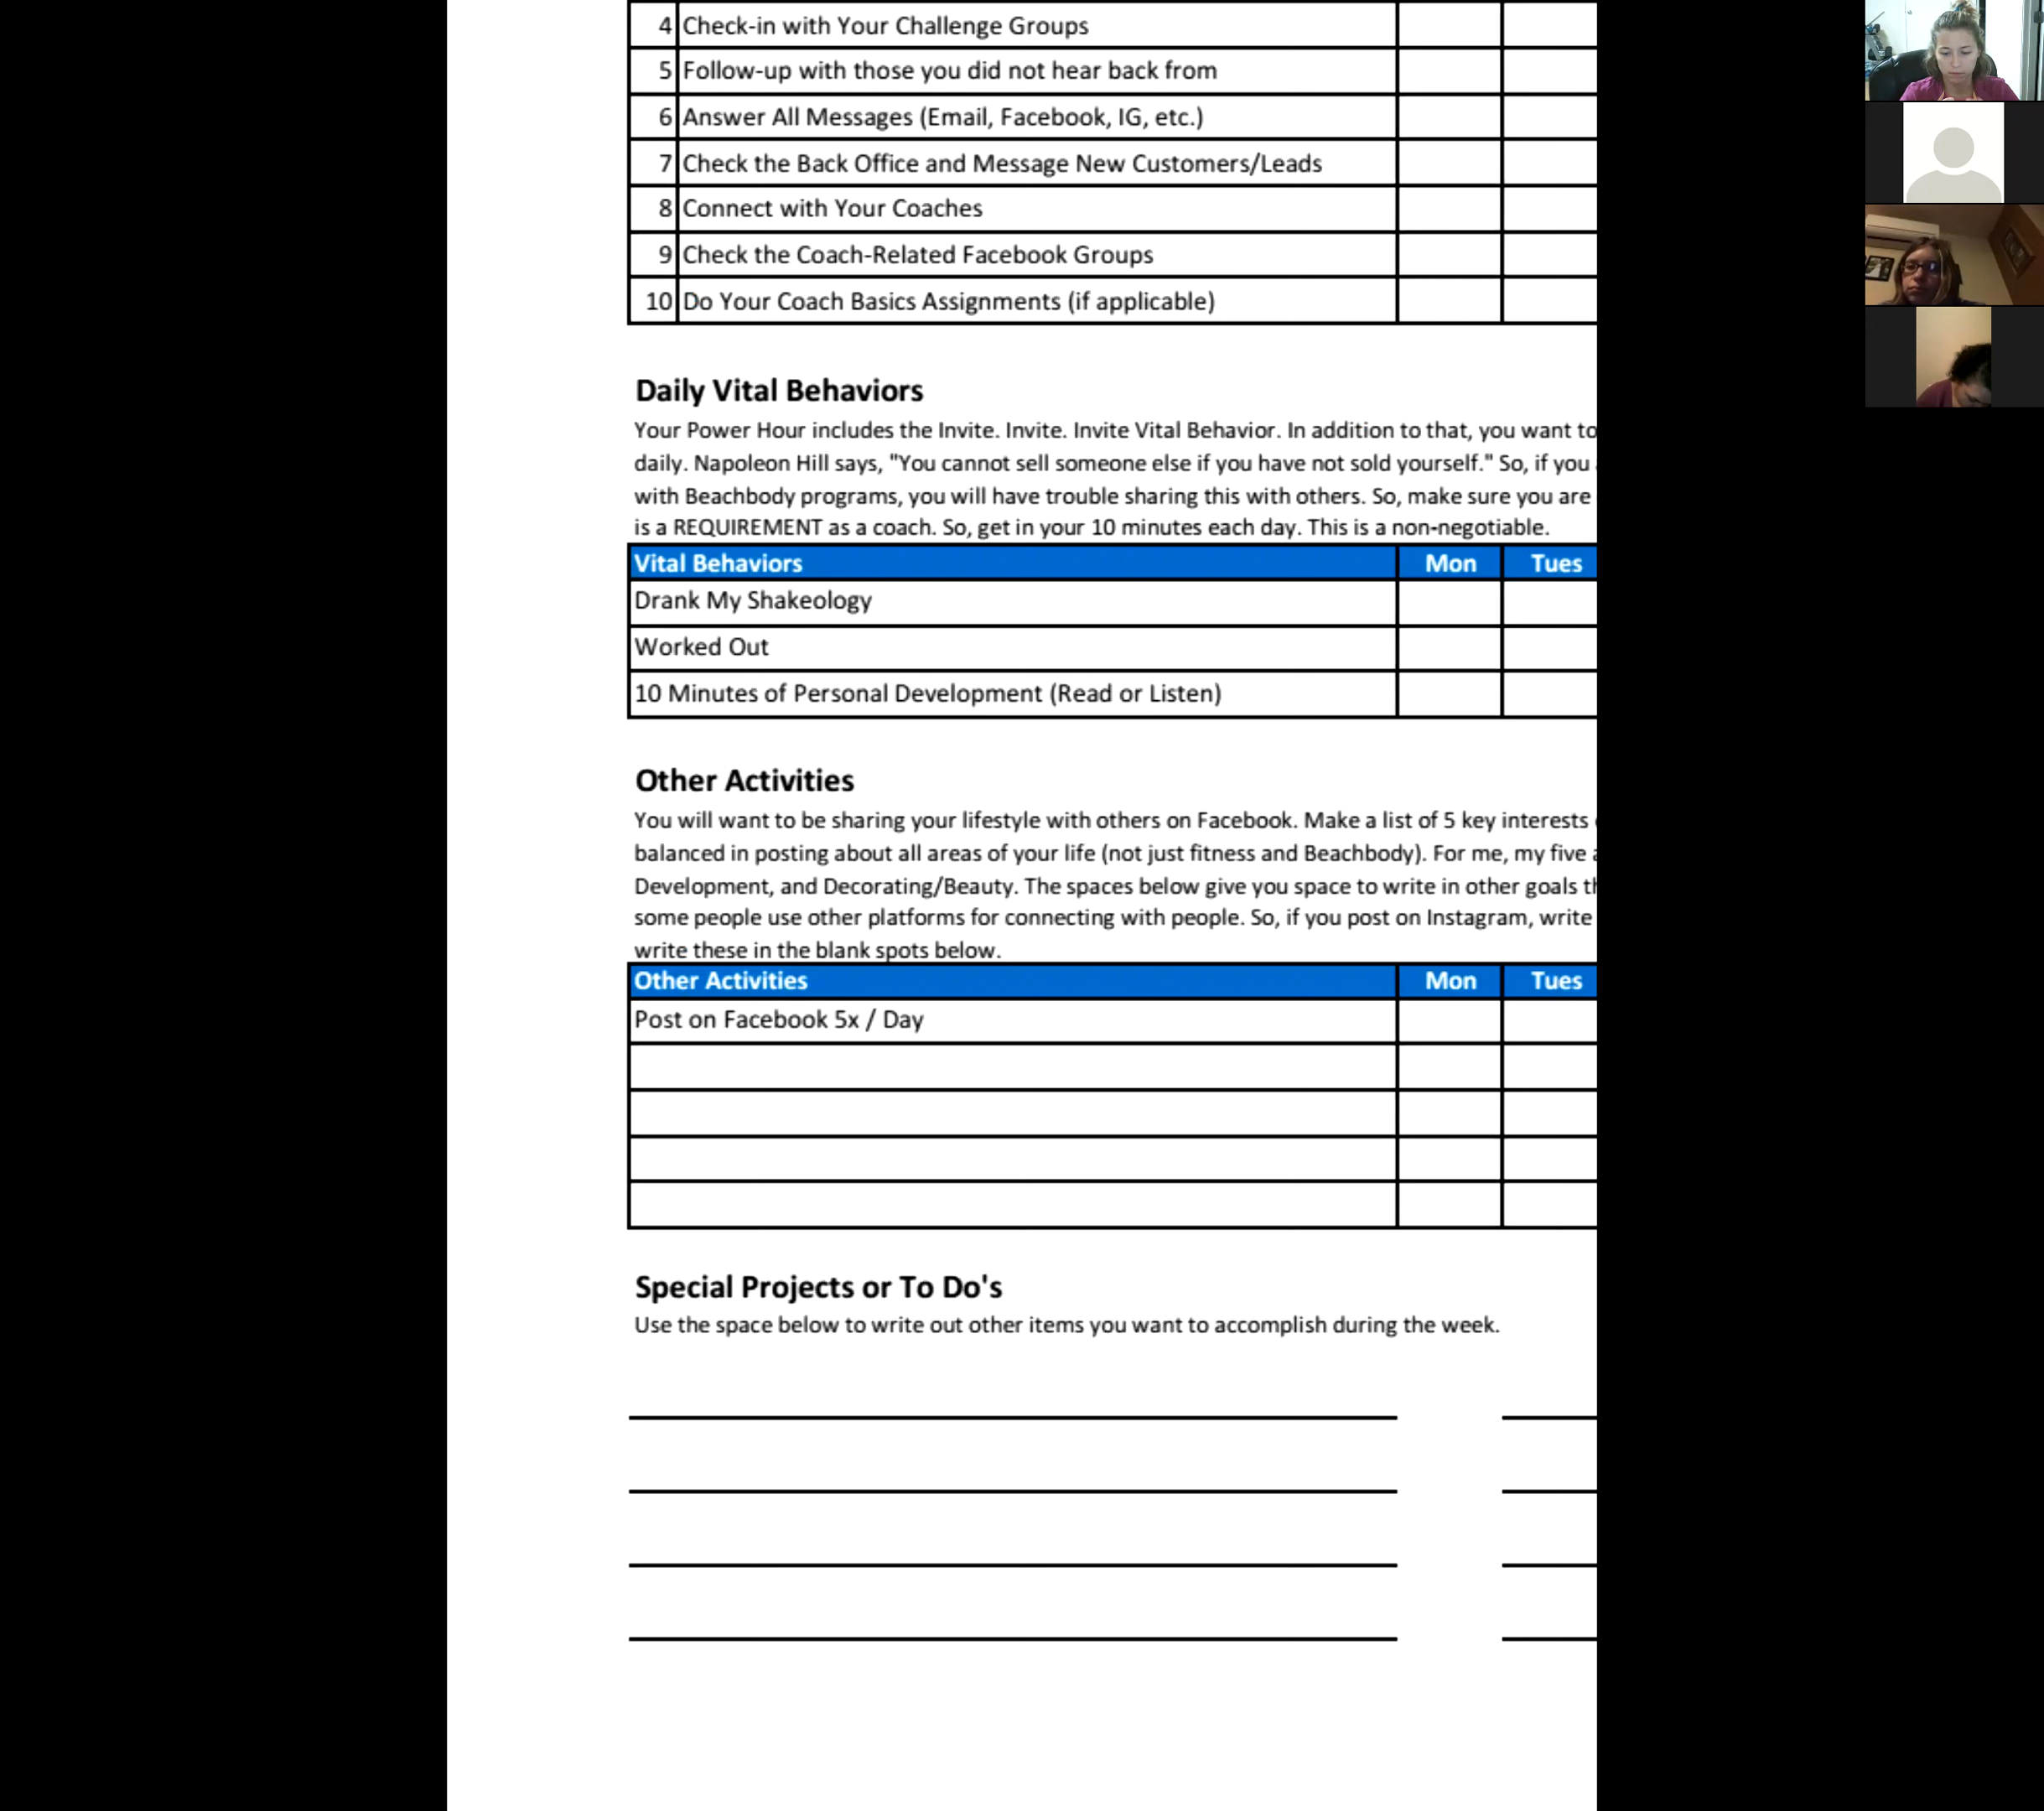 4 Check-in with Your Challenge Groups
5 Follow-up with those you did not hear back from
6 Answer All Messages (Email, Facebook, IG, etc.)
7 Check the Back Office and Message New Customers/Leads
8 Connect with Your Coaches
9 Check the Coach-Related Facebook Groups
10 Do Your Coach Basics Assignments (if applicable)
Daily Vital Behaviors
Your Power Hour includes the Invite. Invite. Invite Vital Behavior. In addition to that, you want to
daily. Napoleon Hill says, "You cannot sell someone else if you have not sold yourself." So, if you
with Beachbody programs, you will have trouble sharing this with others. So, make sure you are
is a REQUIREMENT as a coach. So, get in your 10 minutes each day. This is a non-negotiable.
Vital Behaviors Mon Tues
Drank My Shakeology
Worked Out
10 Minutes of Personal Development (Read or Listen)
Other Activities
You will want to be sharing your lifestyle with others on Facebook. Make a list of 5 key interests
balanced in posting about all areas of your life (not just fitness and Beachbody). For me, my five
Development, and Decorating/Beauty. The spaces below give you space to write in other goals
some people use other platforms for connecting with people. So, if you post on Instagram, write
write these in the blank spots below.
Other Activities Mon Tues
Post on Facebook 5x / Day
Special Projects or To Do's
Use the space below to write out other items you want to accomplish during the week.